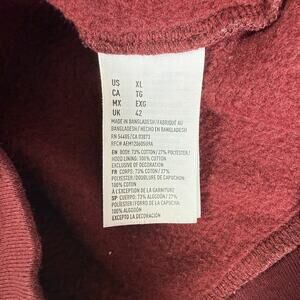 US XL
CA TG
MX EXG
UK 42
MADE IN BANGLADESH/FABRIQUÉ AU
BANGLADESH/HECHO EN BANGLADESH
RN 54485/CA 03873
EN BODY: 73% COTTON/27% POLYESTER/
HOOD LINING: 100% COTTON
EXCLUSIVE OF DECORATION
FR CORPS: 73% COTON/27%
POLYESTER/DOUBLURE DE CAPUCHON:
100% COTON
À L'EXCEPTION DE LA GARNITURE
SP CUERPO: 73% ALGODÓN/27%
POLIÉSTER/FORRO DE LA CAPUCHA:
100% ALGODÓN
EXCEPTO LA DECORACIÓN